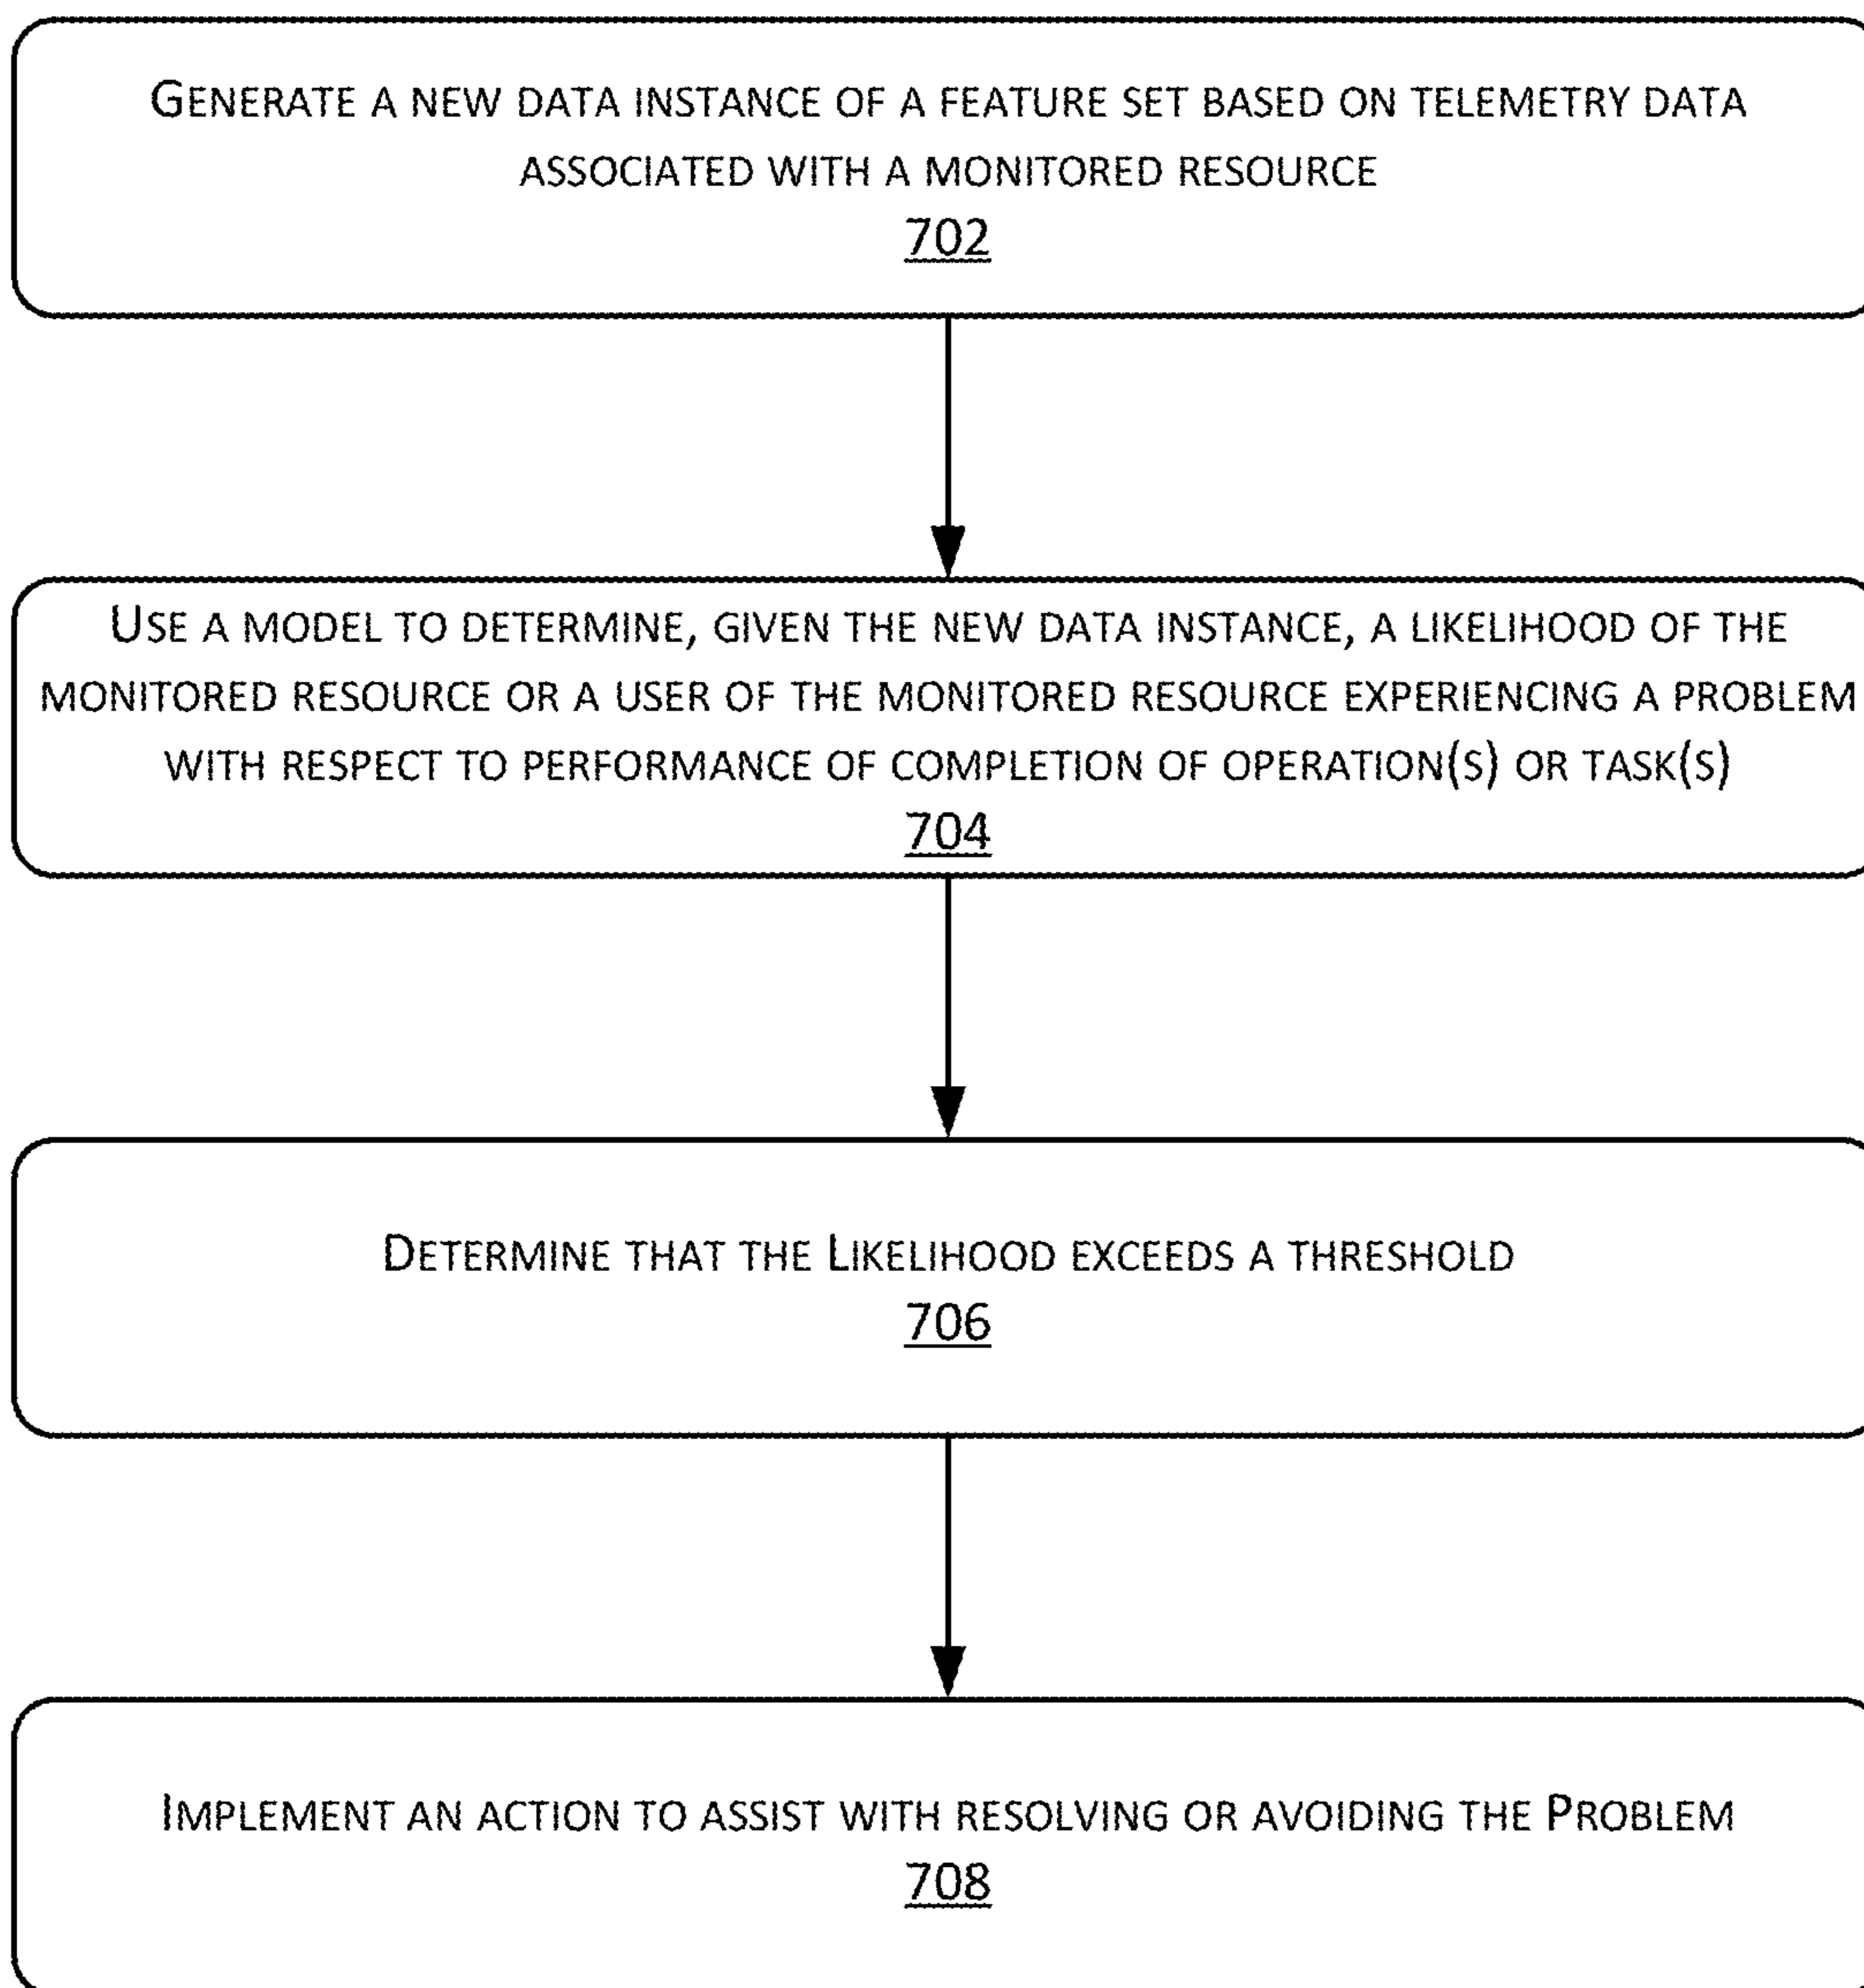 GENERATE A NEW DATA INSTANCE OF A FEATURE SET BASED ON TELEMETRY DATA
ASSOCIATED WITH A MONITORED RESOURCE
702
USE A MODEL TO DETERMINE, GIVEN THE NEW DATA INSTANCE, A LIKELIHOOD OF THE
MONITORED RESOURCE OR A USER OF THE MONITORED RESOURCE EXPERIENCING A PROBLEM
WITH RESPECT TO PERFORMANCE OF COMPLETION OF OPERATION(S) OR TASK(S)
704
DETERMINE THAT THE LIKELIHOOD EXCEEDS A THRESHOLD
706
IMPLEMENT AN ACTION TO ASSIST WITH RESOLVING OR AVOIDING THE PROBLEM
708